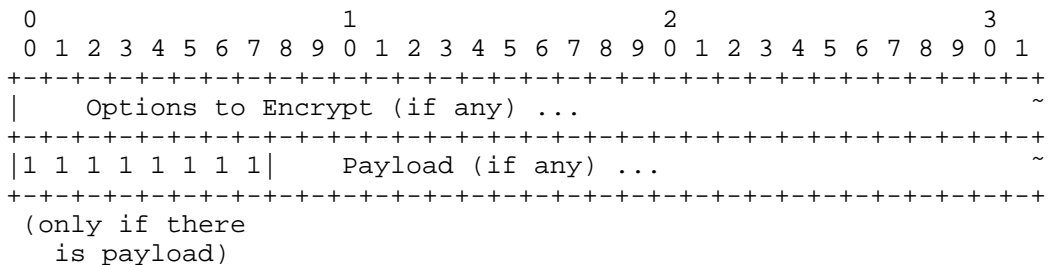 0                   1                   2                   3
 0 1 2 3 4 5 6 7 8 9 0 1 2 3 4 5 6 7 8 9 0 1 2 3 4 5 6 7 8 9 0 1
+-+-+-+-+-+-+-+-+-+-+-+-+-+-+-+-+-+-+-+-+-+-+-+-+-+-+-+-+-+-+-+-+
|    Options to Encrypt (if any) ...                            ~
+-+-+-+-+-+-+-+-+-+-+-+-+-+-+-+-+-+-+-+-+-+-+-+-+-+-+-+-+-+-+-+-+
|1 1 1 1 1 1 1 1|    Payload (if any) ...                       ~
+-+-+-+-+-+-+-+-+-+-+-+-+-+-+-+-+-+-+-+-+-+-+-+-+-+-+-+-+-+-+-+-+
 (only if there
   is payload)